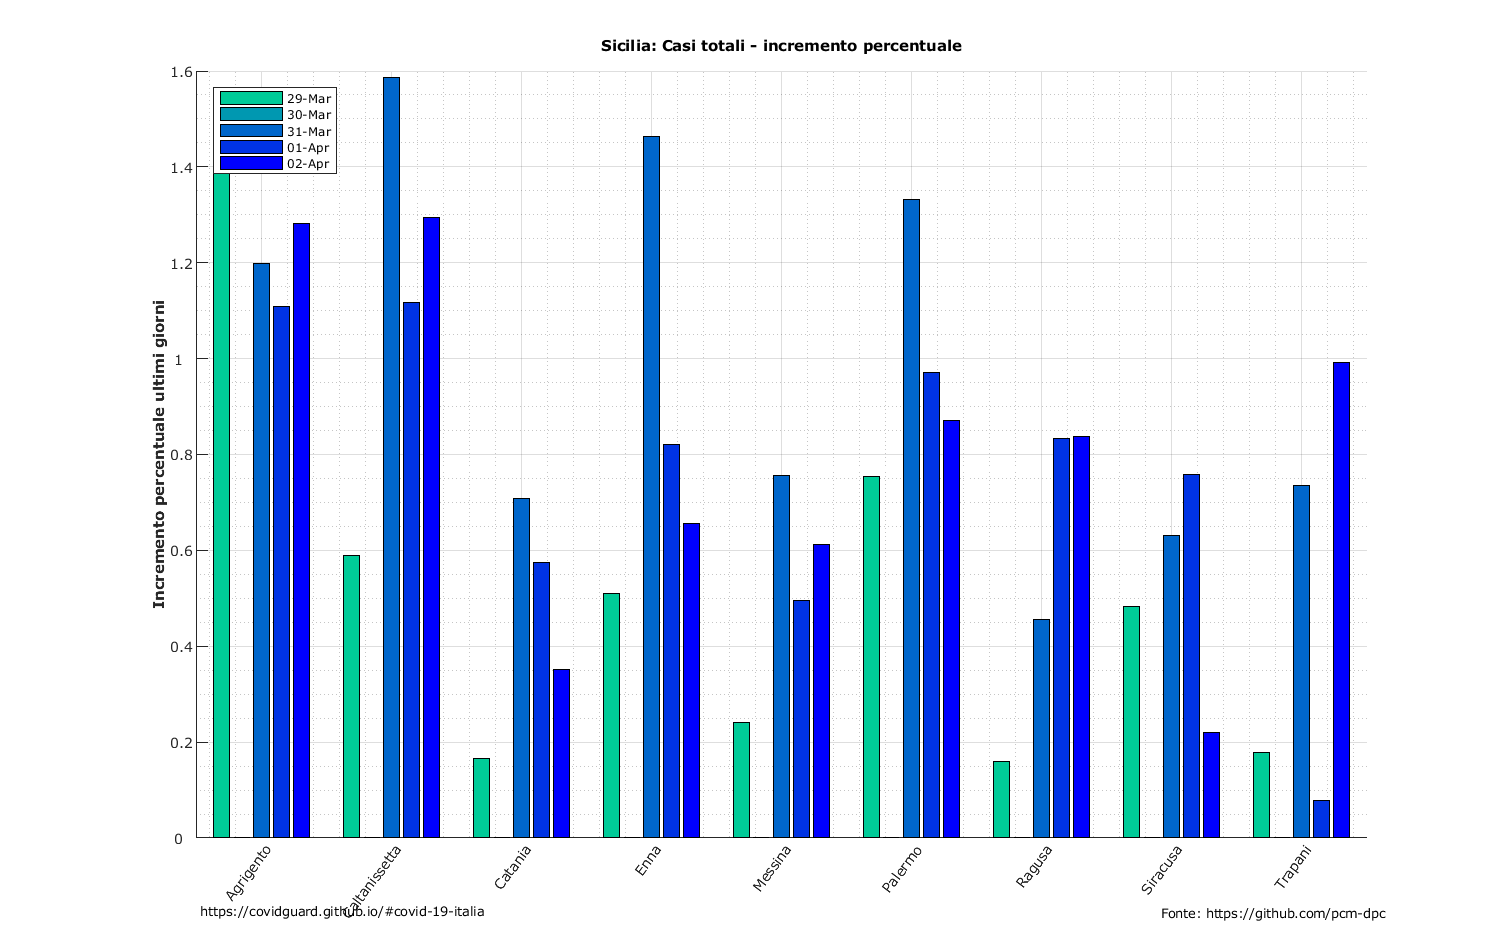 Sicilia: Casi totali - incremento percentuale
Incremento percentuale ultimi giorni
1.6
1.4
1.2
1
0.8
0.6
0.4
0.2
0
29-Mar
30-Mar
31-Mar
01-Apr
02-Apr
Agrigento
Caltanissetta
Catania
Enna
Messina
Palermo
Ragusa
Siracusa
Trapani
https://covidguard.github.io/#covid-19-italia
Fonte: https://github.com/pcm-dpc